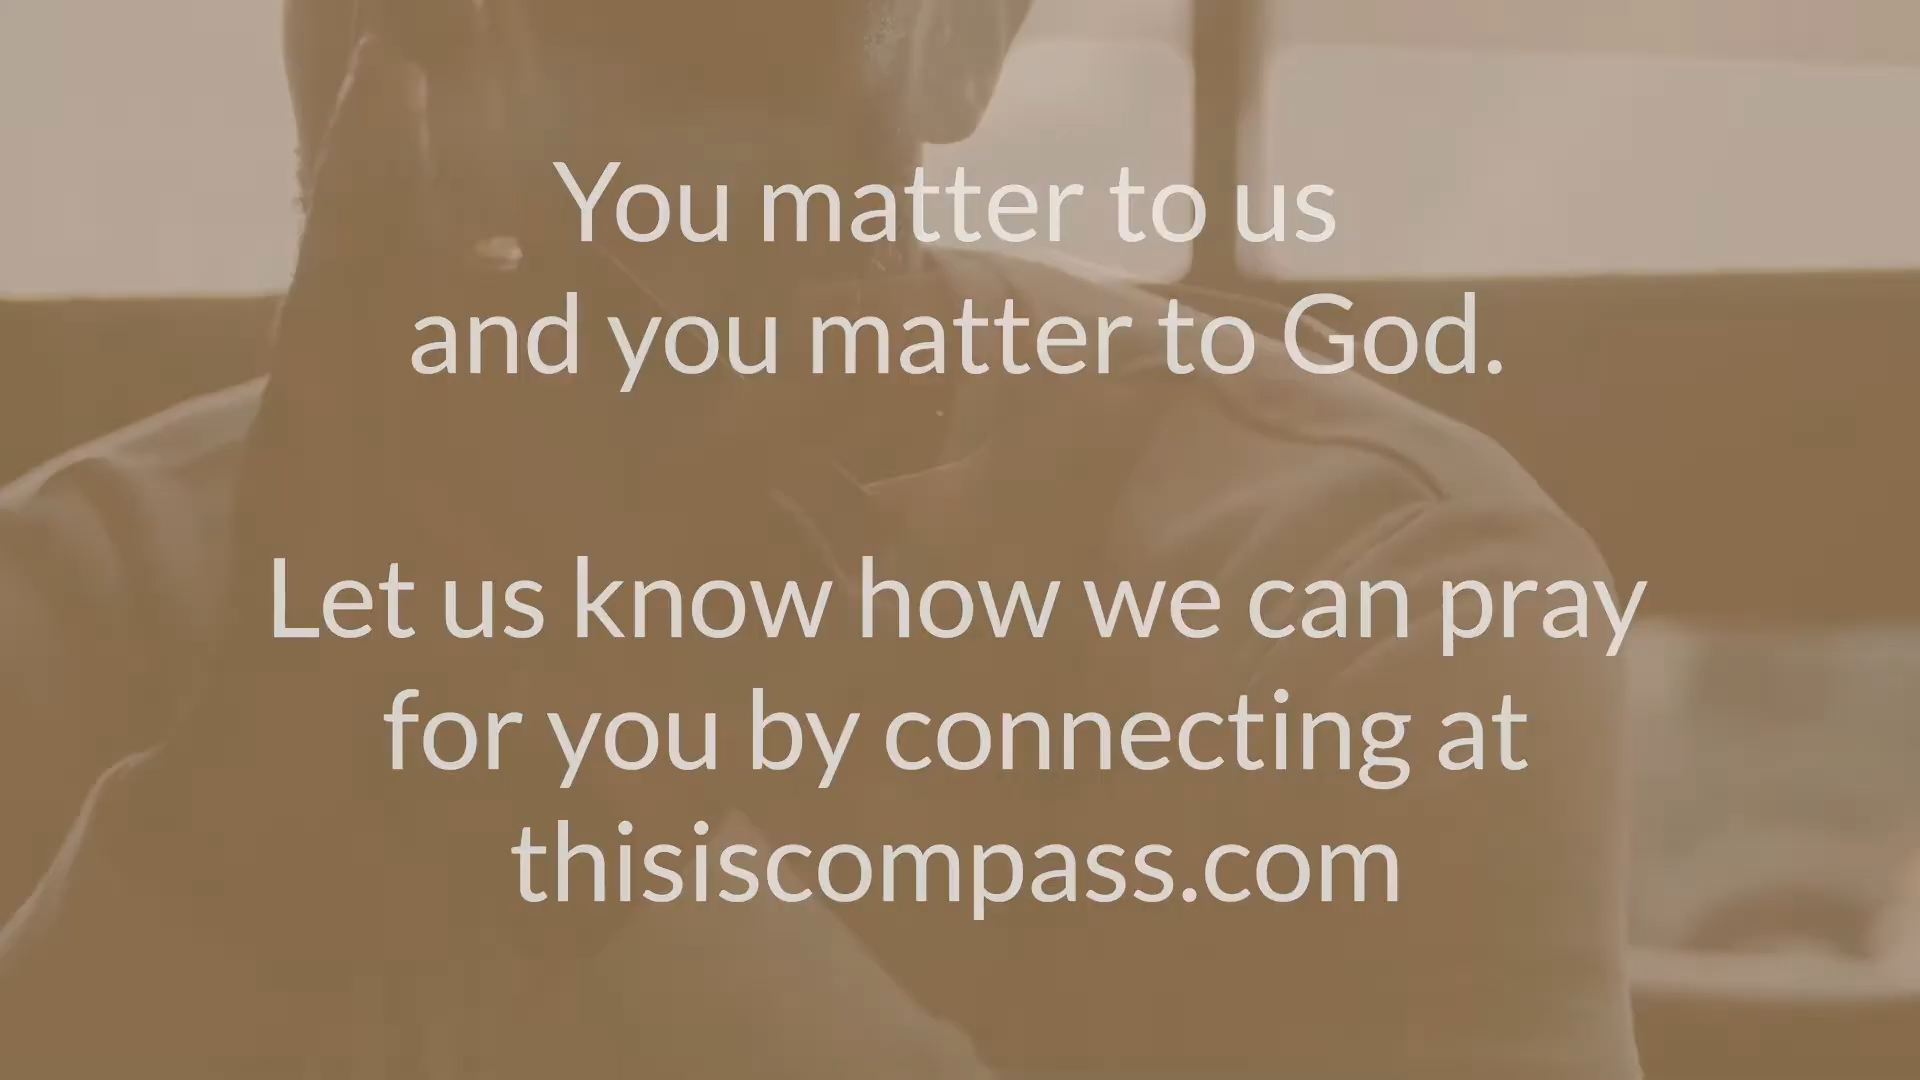 You matter to us
and you matter to God.
Let us know how we can pray
for you by connecting at
thisiscompass.com